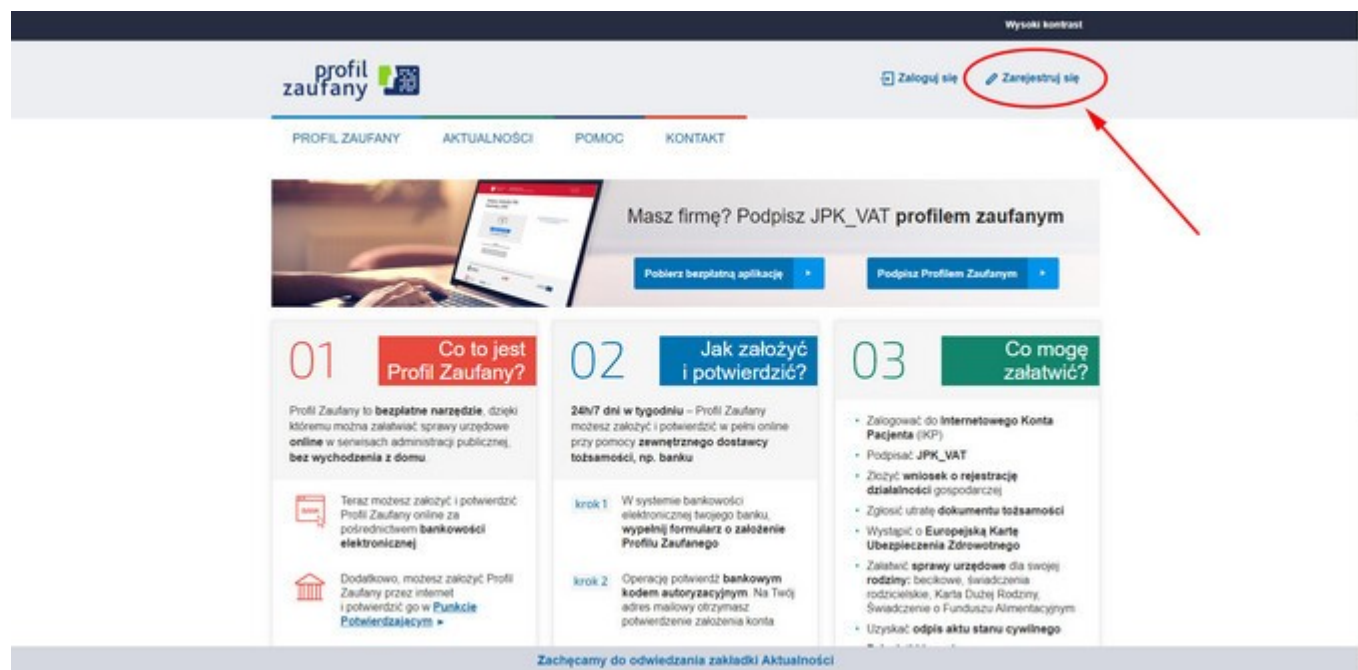 Wysoki kontrast
profil
zaufany
Zaloguj się
Zarejestruj się
PROFIL ZAUFANY
AKTUALNOŚCI
POMOC
KONTAKT
Masz firmę? Podpisz JPK_VAT profilem zaufanym
Pobierz bezpłatną aplikację
Podpisz Profilem Zaufanym
01
Co to jest
Profil Zaufany?
Profil Zaufany to bezpłatne narzędzie, dzięki
któremu można załatwiać sprawy urzędowe
online w serwisach administracji publicznej,
bez wychodzenia z domu.
Teraz możesz założyć i potwierdzić
Profil Zaufany online za
pośrednictwem bankowości
elektronicznej
Dodatkowo, możesz założyć Profil
Zaufany przez internet
i potwierdzić go w Punkcie
Potwierdzającym
02
Jak założyć
i potwierdzić?
24h/7 dni w tygodniu – Profil Zaufany
możesz założyć i potwierdzić w pełni online
przy pomocy zewnętrznego dostawcy
tożsamości, np. banku
krok 1
W systemie bankowości
elektronicznej twojego banku,
wypełnij formularz o założenie
Profilu Zaufanego
krok 2
Operację potwierdź bankowym
kodem autoryzacyjnym. Na Twój
adres mailowy otrzymasz
potwierdzenie założenia konta
03
Co mogę
załatwić?
Zalogować do Internetowego Konta
Pacjenta (IKP)
Podpisać JPK_VAT
Złożyć wniosek o rejestrację
działalności gospodarczej
Zgłosić utratę dokumentu tożsamości
Wystąpić o Europejską Kartę
Ubezpieczenia Zdrowotnego
Załatwić sprawy urzędowe dla swojej
rodziny: becikowe, świadczenia
rodzicielskie, Karta Dużej Rodziny,
Świadczenie o Funduszu Alimentacyjnym
Uzyskać odpis aktu stanu cywilnego
Zachęcamy do odwiedzania zakładki Aktualności